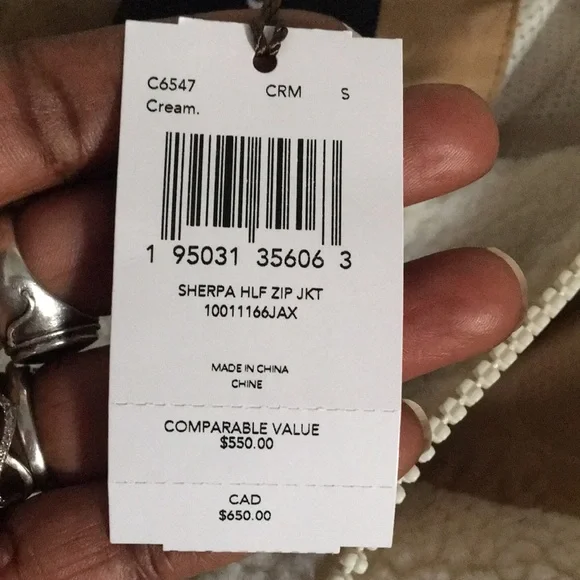 C6547 CRM S
Cream.
1 95031 35606 3
SHERPA HLF ZIP JKT
10011166JAX
MADE IN CHINA
CHINE
COMPARABLE VALUE
$550.00
CAD
$650.00